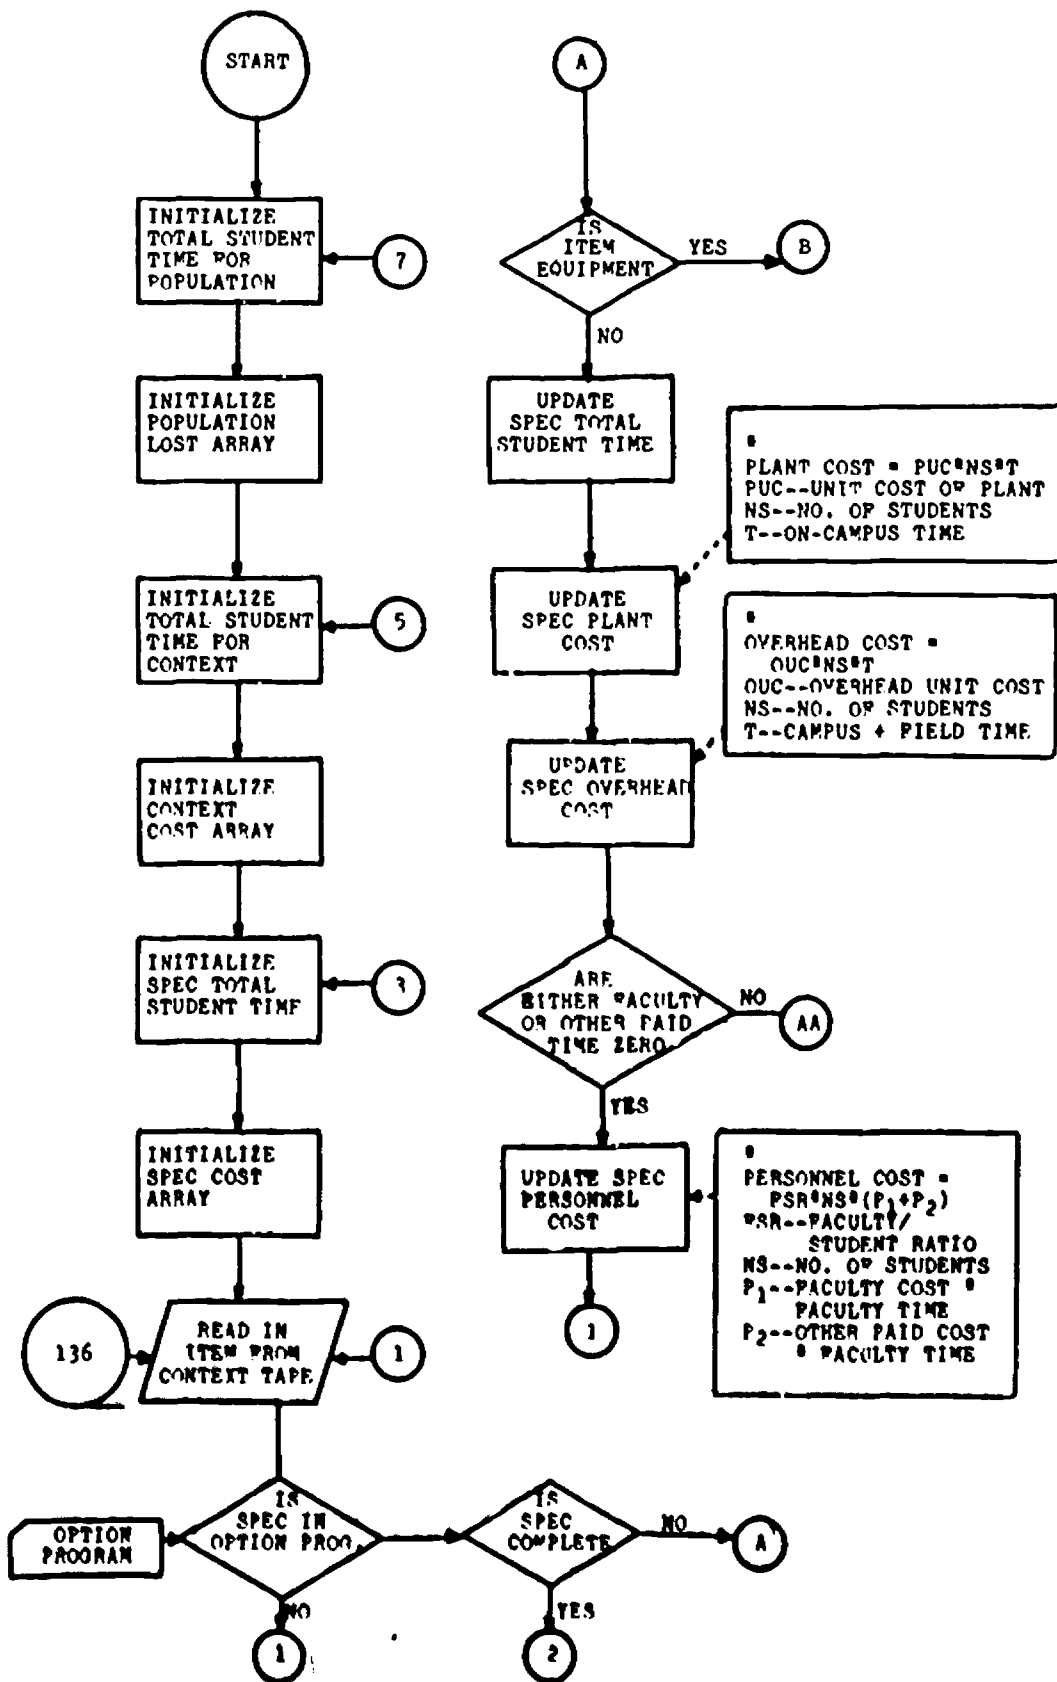 START
INITIALIZE
TOTAL STUDENT
TIME FOR
POPULATION
7
INITIALIZE
POPULATION
LOST ARRAY
INITIALIZE
TOTAL STUDENT
TIME FOR
CONTEXT
5
INITIALIZE
CONTEXT
COST ARRAY
INITIALIZE
SPEC TOTAL
STUDENT TIME
3
INITIALIZE
SPEC COST
ARRAY
136
READ IN
ITEM FROM
CONTEXT TAPE
1
OPTION
PROGRAM
IS
SPEC IN
OPTION PROG.
NO
1
IS
SPEC
COMPLETE
NO
A
YES
2
A
IS
ITEM
EQUIPMENT
YES
B
NO
UPDATE
SPEC TOTAL
STUDENT TIME
UPDATE
SPEC PLANT
COST
*
PLANT COST = PUC*NS*T
PUC--UNIT COST OF PLANT
NS--NO. OF STUDENTS
T--ON-CAMPUS TIME
UPDATE
SPEC OVERHEAD
COST
*
OVERHEAD COST =
OUC*NS*T
OUC--OVERHEAD UNIT COST
NS--NO. OF STUDENTS
T--CAMPUS + FIELD TIME
ARE
EITHER FACULTY
OR OTHER PAID
TIME ZERO
NO
AA
YES
UPDATE SPEC
PERSONNEL
COST
*
PERSONNEL COST =
FSR*NS*(P1+P2)
FSR--FACULTY/
STUDENT RATIO
NS--NO. OF STUDENTS
P1--FACULTY COST *
FACULTY TIME
P2--OTHER PAID COST
* FACULTY TIME
1